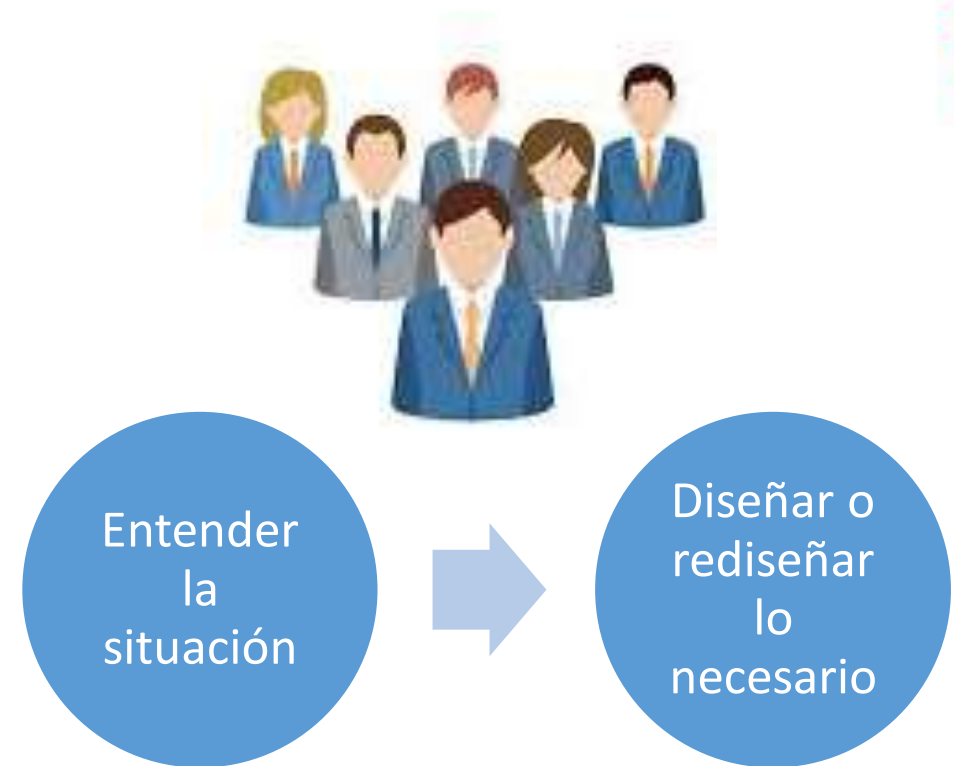 Entender
la
situación
Diseñar o
rediseñar
lo
necesario